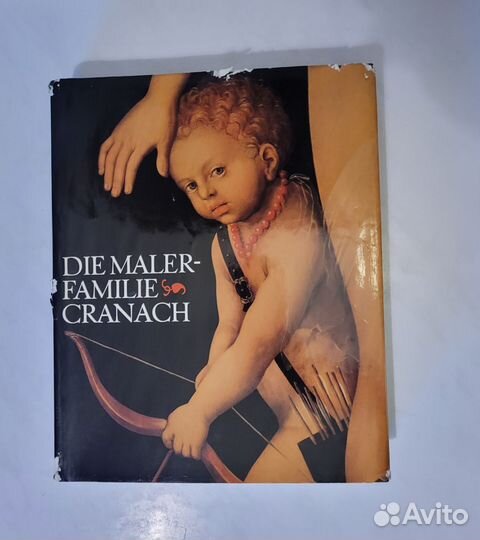 DIE MALER-
FAMILIE
CRANACH
Avito